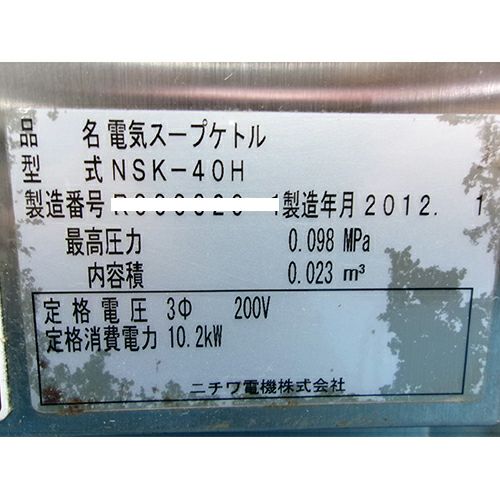 品 名 電気スープケトル
型 式 NSK-40H
製造番号 製造年月 2012. 1
最高圧力 0.098 MPa
内容積 0.023 m³
定格電圧 3Φ 200V
定格消費電力 10.2kW
ニチワ電機株式会社